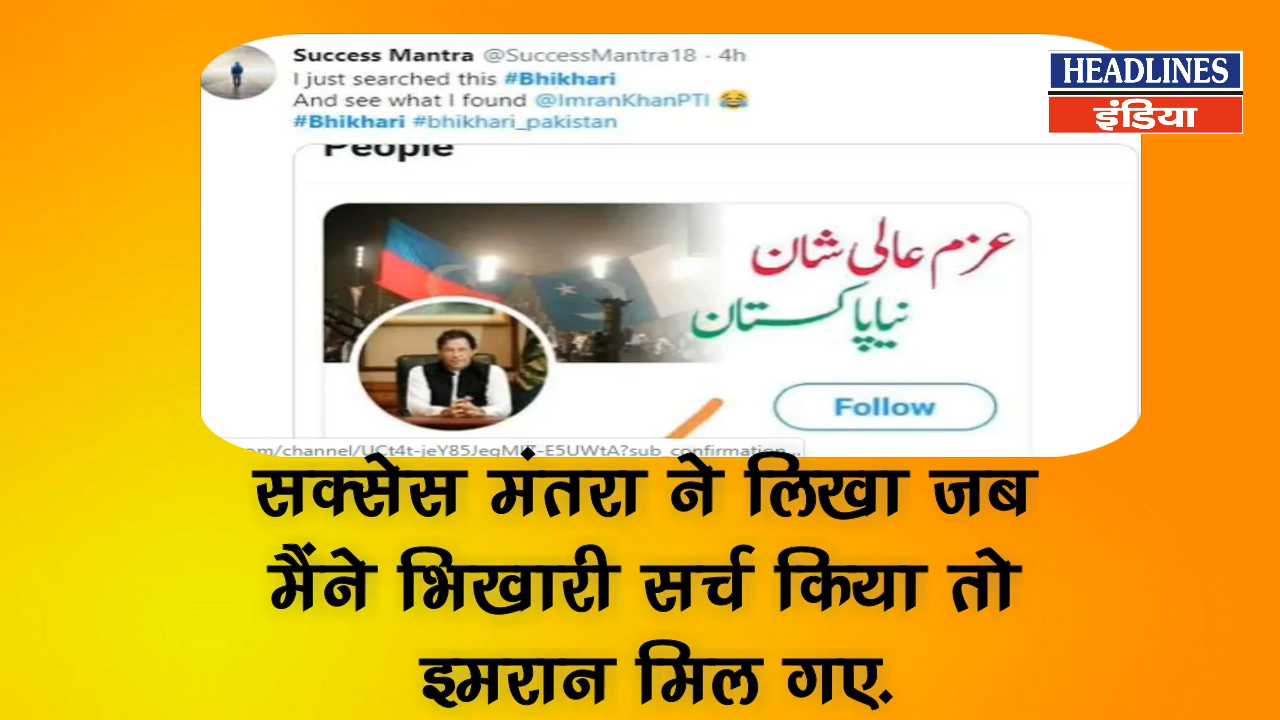 Success Mantra @SuccessMantra18 · 4h
I just searched this #Bhikhari
And see what I found @ImranKhanPTI 😂
#Bhikhari #bhikhari_pakistan
HEADLINES
इंडिया
People
عزم عالی شان
نیا پاکستان
Follow
सक्सेस मंतरा ने लिखा जब
मैंने भिखारी सर्च किया तो
इमरान मिल गए.